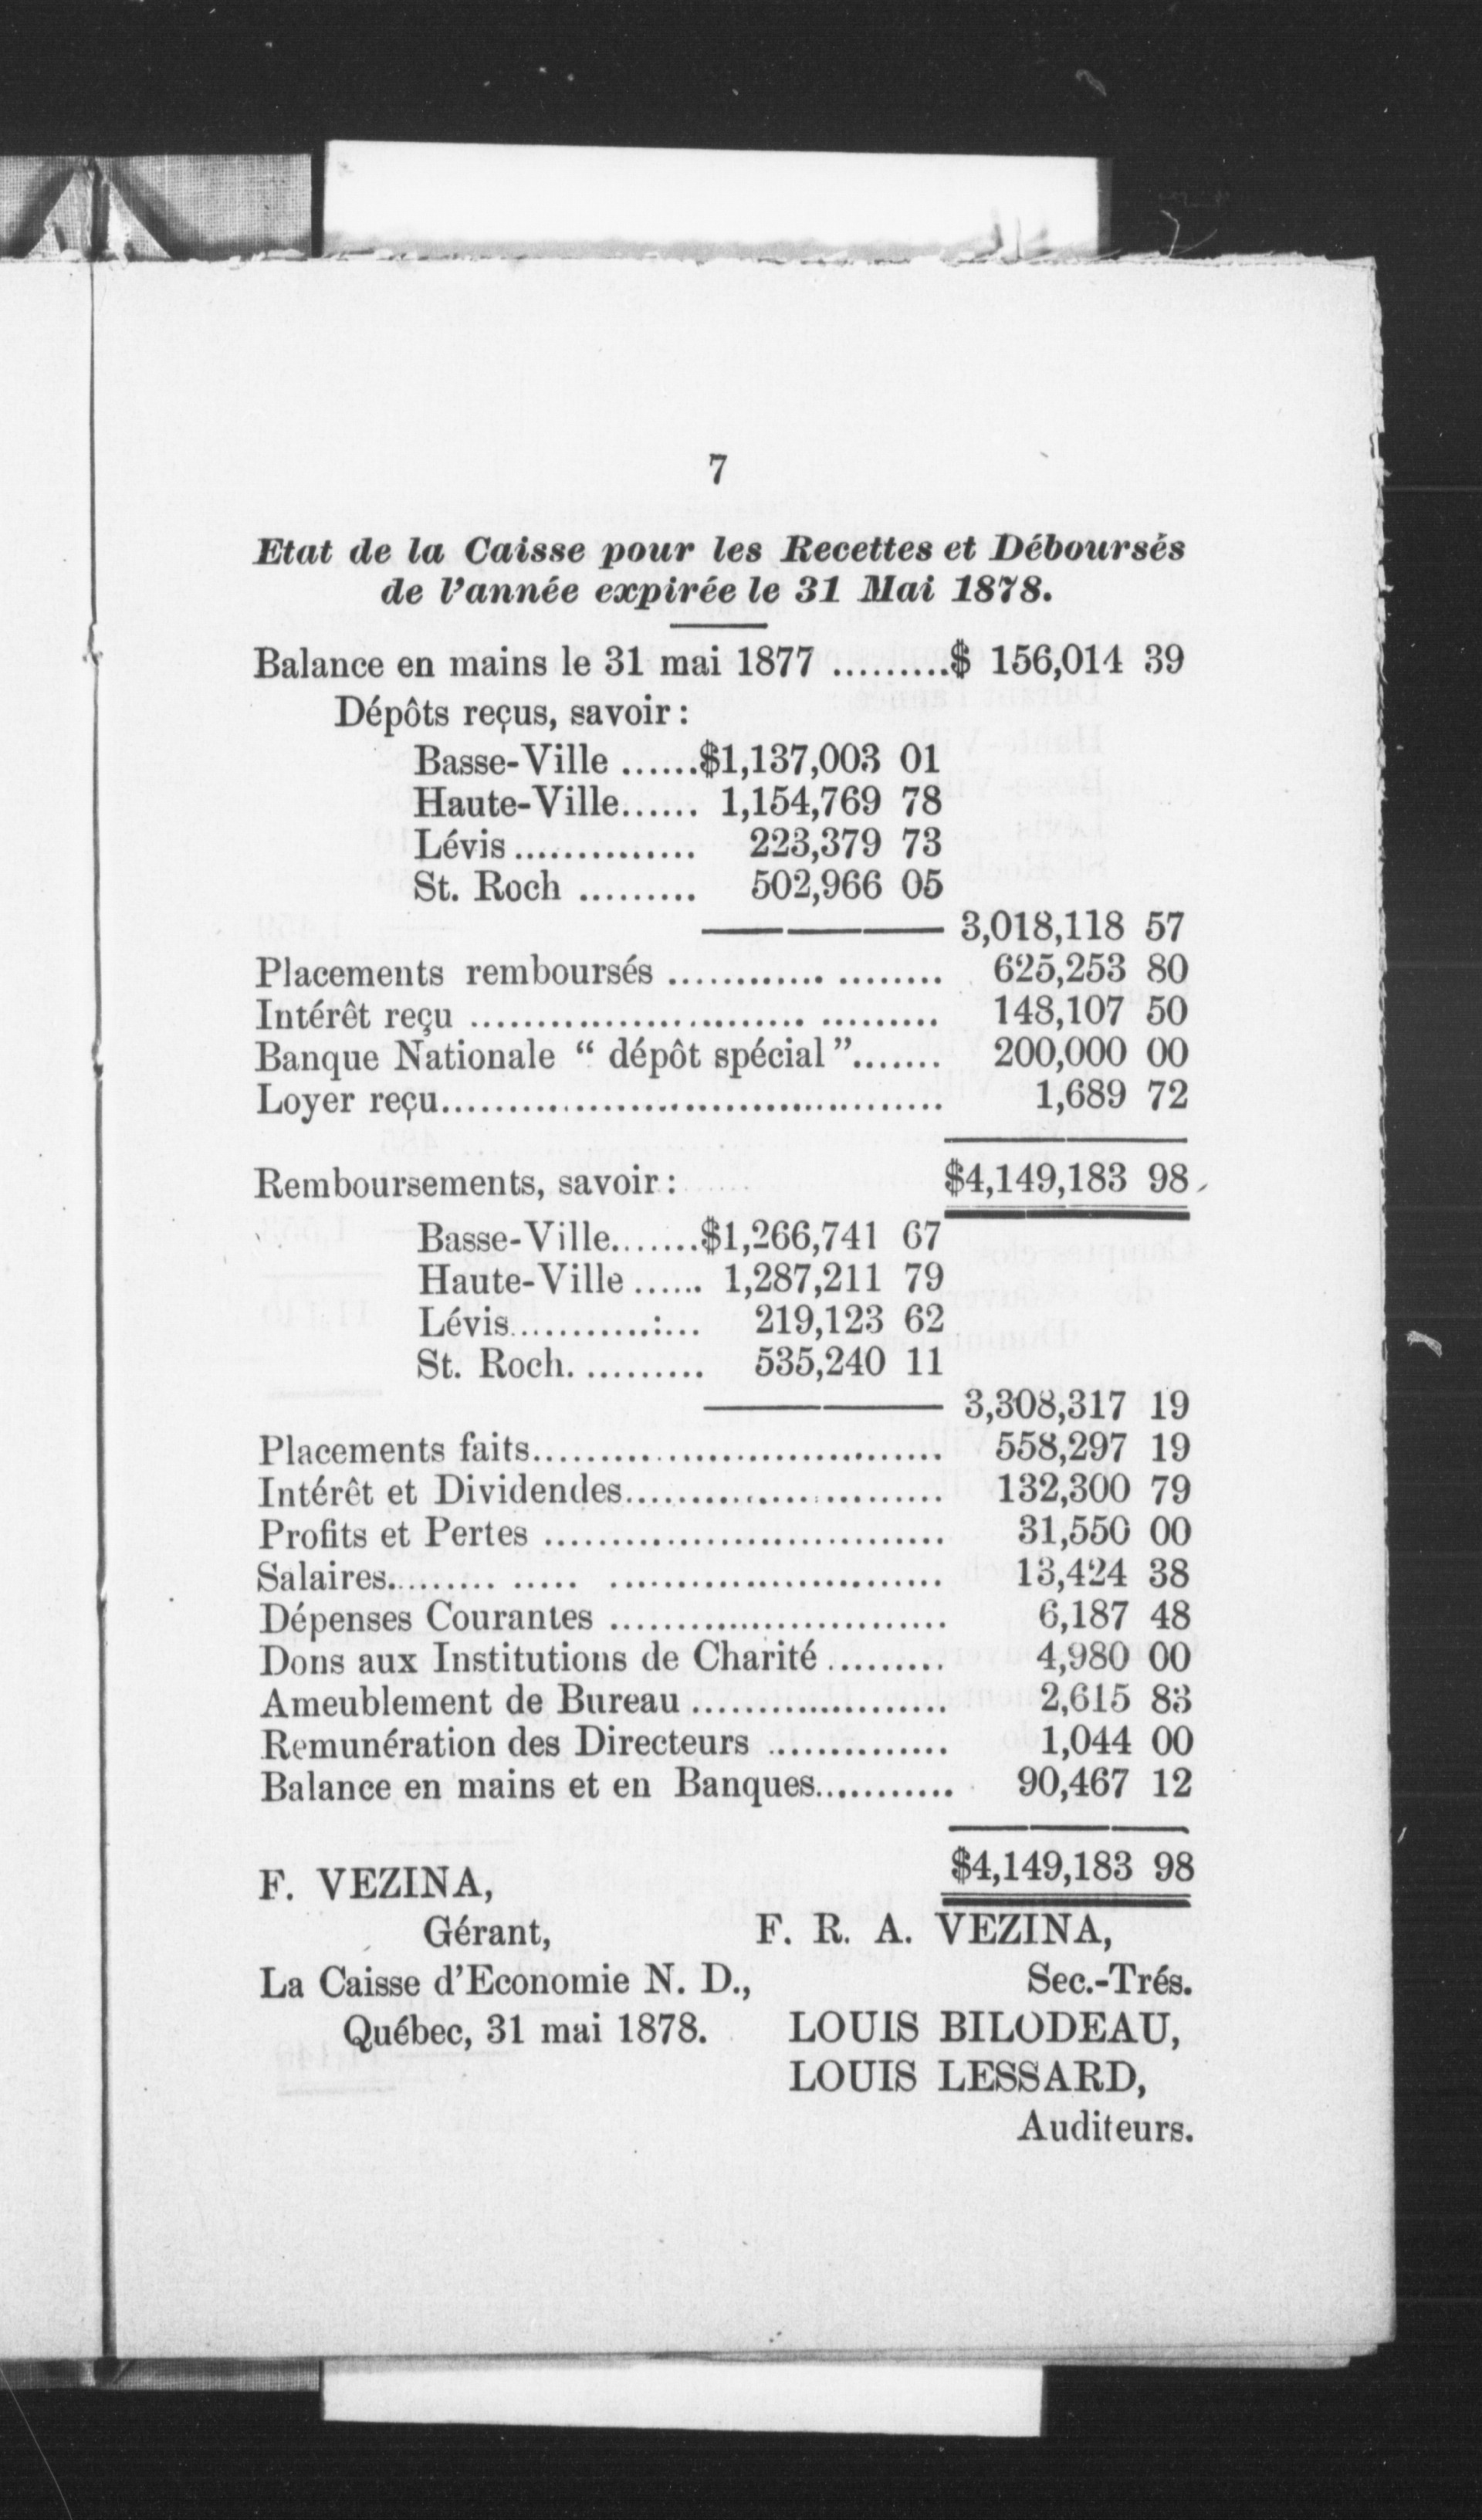 7
Etat de la Caisse pour les Recettes et Déboursés
de l'année expirée le 31 Mai 1878.
Balance en mains le 31 mai 1877 .........$ 156,014 39
Dépôts reçus, savoir :
Basse-Ville ......$1,137,003 01
Haute-Ville...... 1,154,769 78
Lévis.............. 223,379 73
St. Roch ......... 502,966 05
3,018,118 57
Placements remboursés ............ ........ 625,253 80
Intérêt reçu ......................... ......... 148,107 50
Banque Nationale “ dépôt spécial ”....... 200,000 00
Loyer reçu...................................... 1,689 72
Remboursements, savoir : $4,149,183 98
Basse-Ville.......$1,266,741 67
Haute-Ville ...... 1,287,211 79
Lévis............:... 219,123 62
St. Roch. ......... 535,240 11
3,308,317 19
Placements faits............................... 558,297 19
Intérêt et Dividendes........................ 132,300 79
Profits et Pertes .............................. 31,550 00
Salaires......... ..... ......................... 13,424 38
Dépenses Courantes ......................... 6,187 48
Dons aux Institutions de Charité ......... 4,980 00
Ameublement de Bureau ................... 2,615 83
Remunération des Directeurs .............. 1,044 00
Balance en mains et en Banques........... 90,467 12
$4,149,183 98
F. VEZINA,
Gérant, F. R. A. VEZINA,
La Caisse d'Economie N. D., Sec.-Trés.
Québec, 31 mai 1878. LOUIS BILODEAU,
LOUIS LESSARD,
Auditeurs.